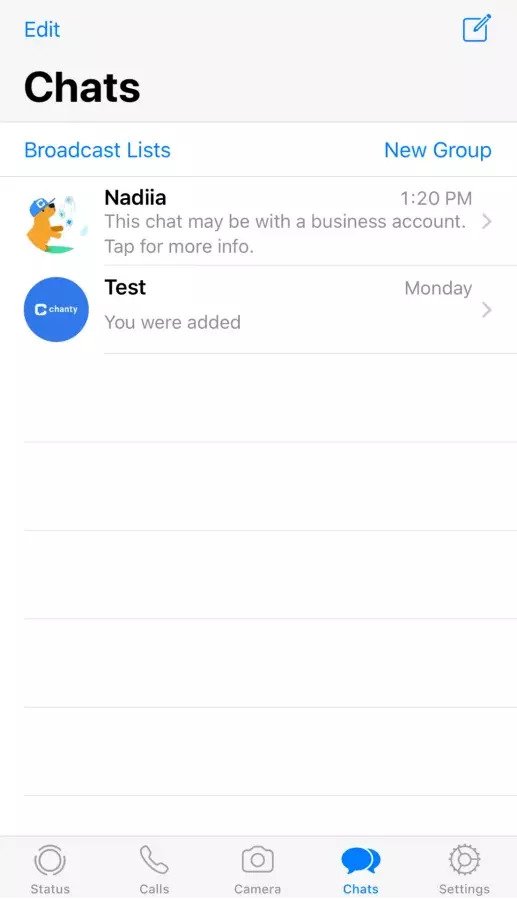 Edit
Chats
Broadcast Lists
New Group
Nadiia
1:20 PM
This chat may be with a business account.
Tap for more info.
Test
Monday
chanty
You were added
Status
Calls
Camera
Chats
Settings